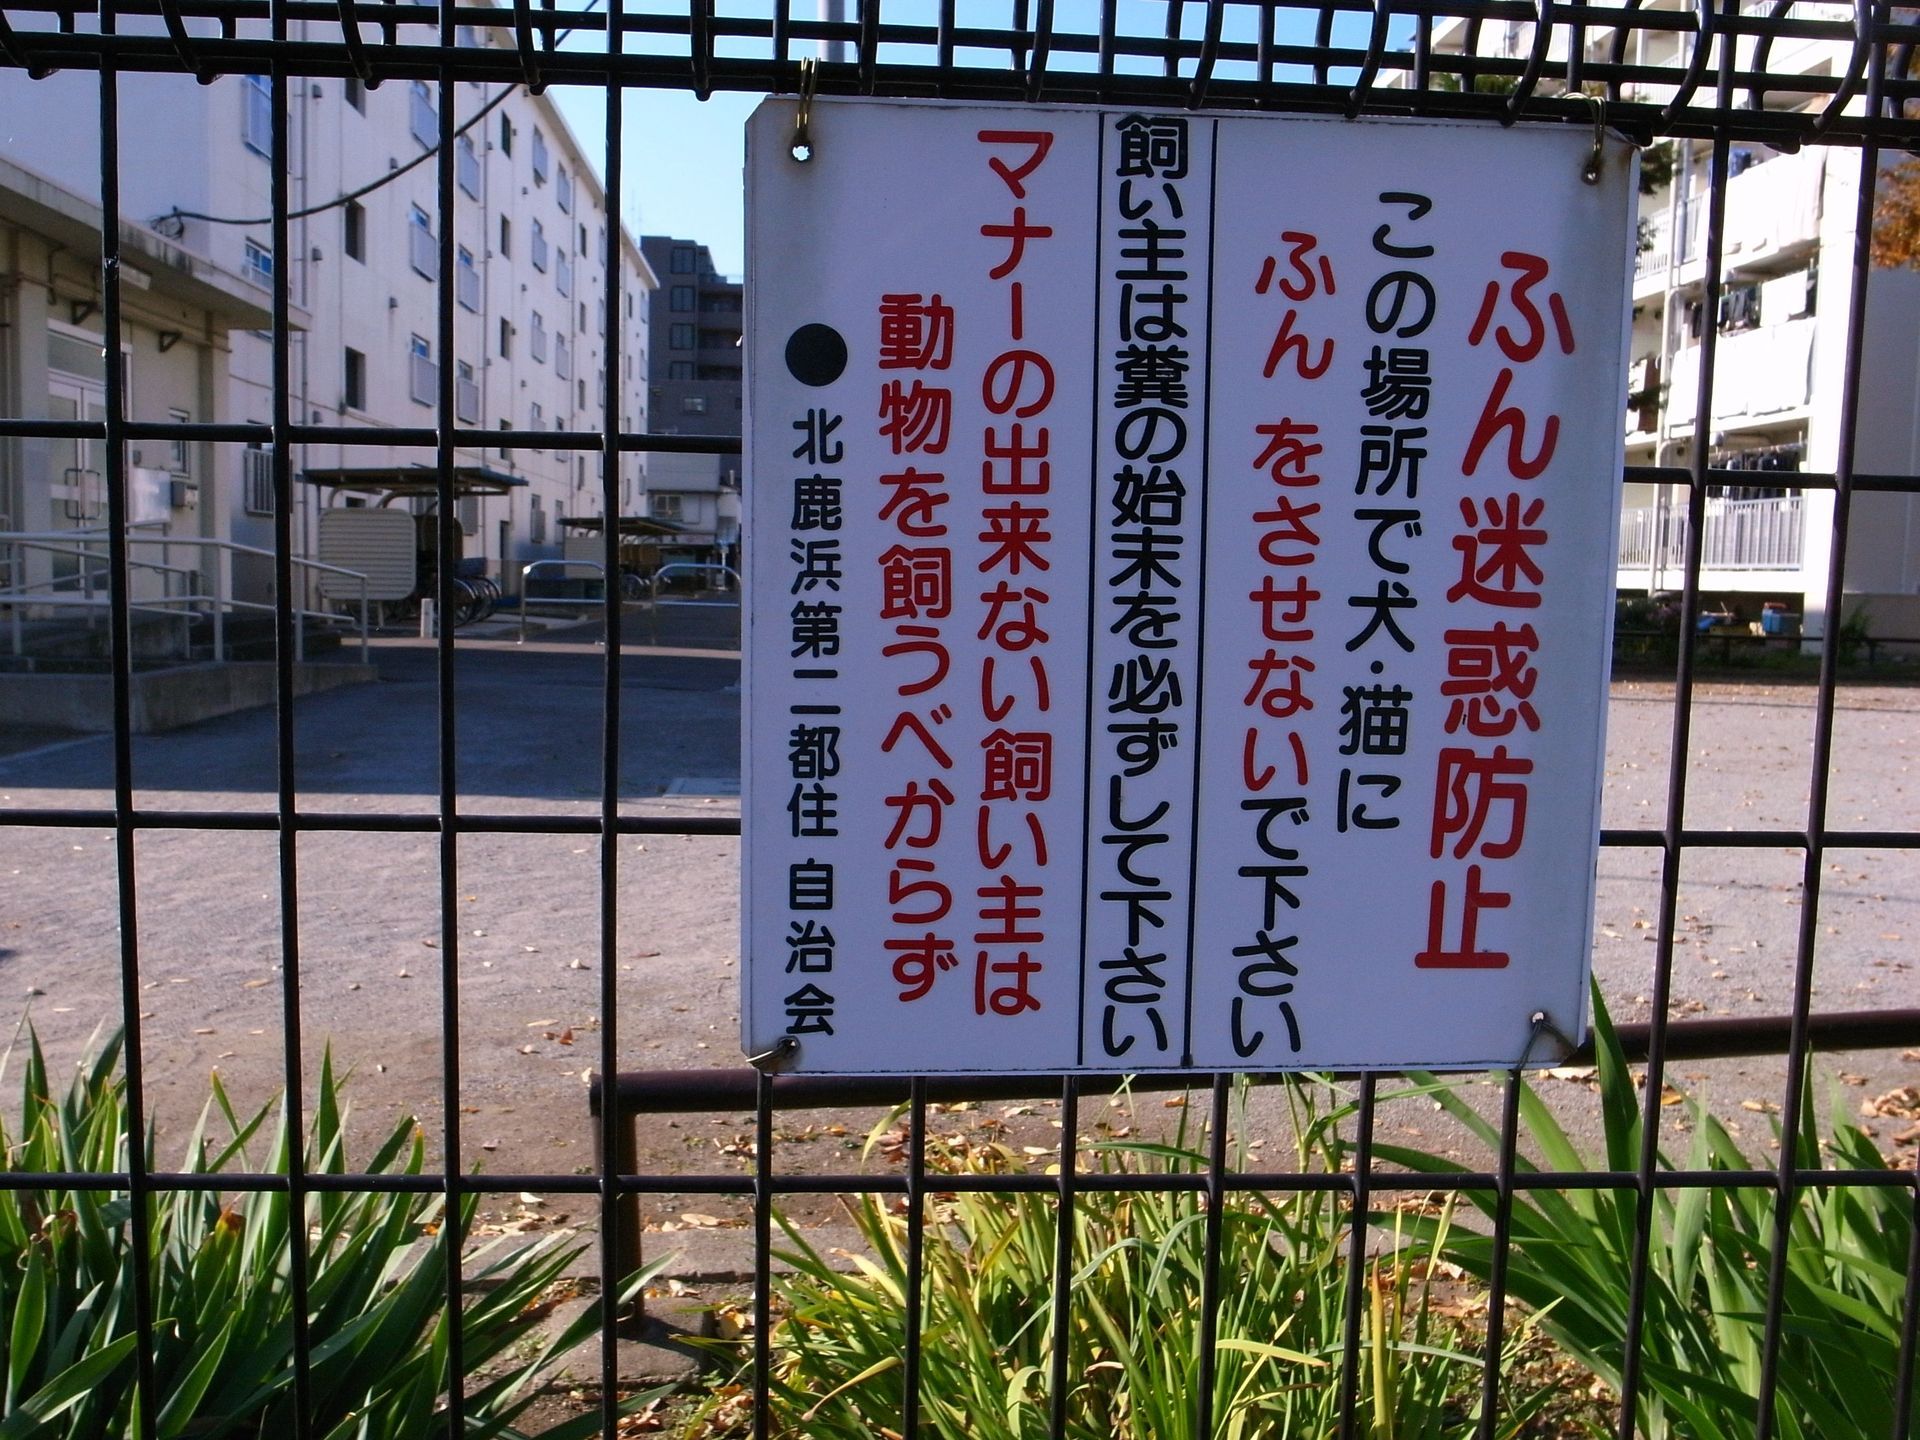 ふん迷惑防止
この場所で犬・猫に
ふん をさせないで下さい
飼い主は糞の始末を必ずして下さい
マナーの出来ない飼い主は
動物を飼うべからず
●北鹿浜第二都住 自治会